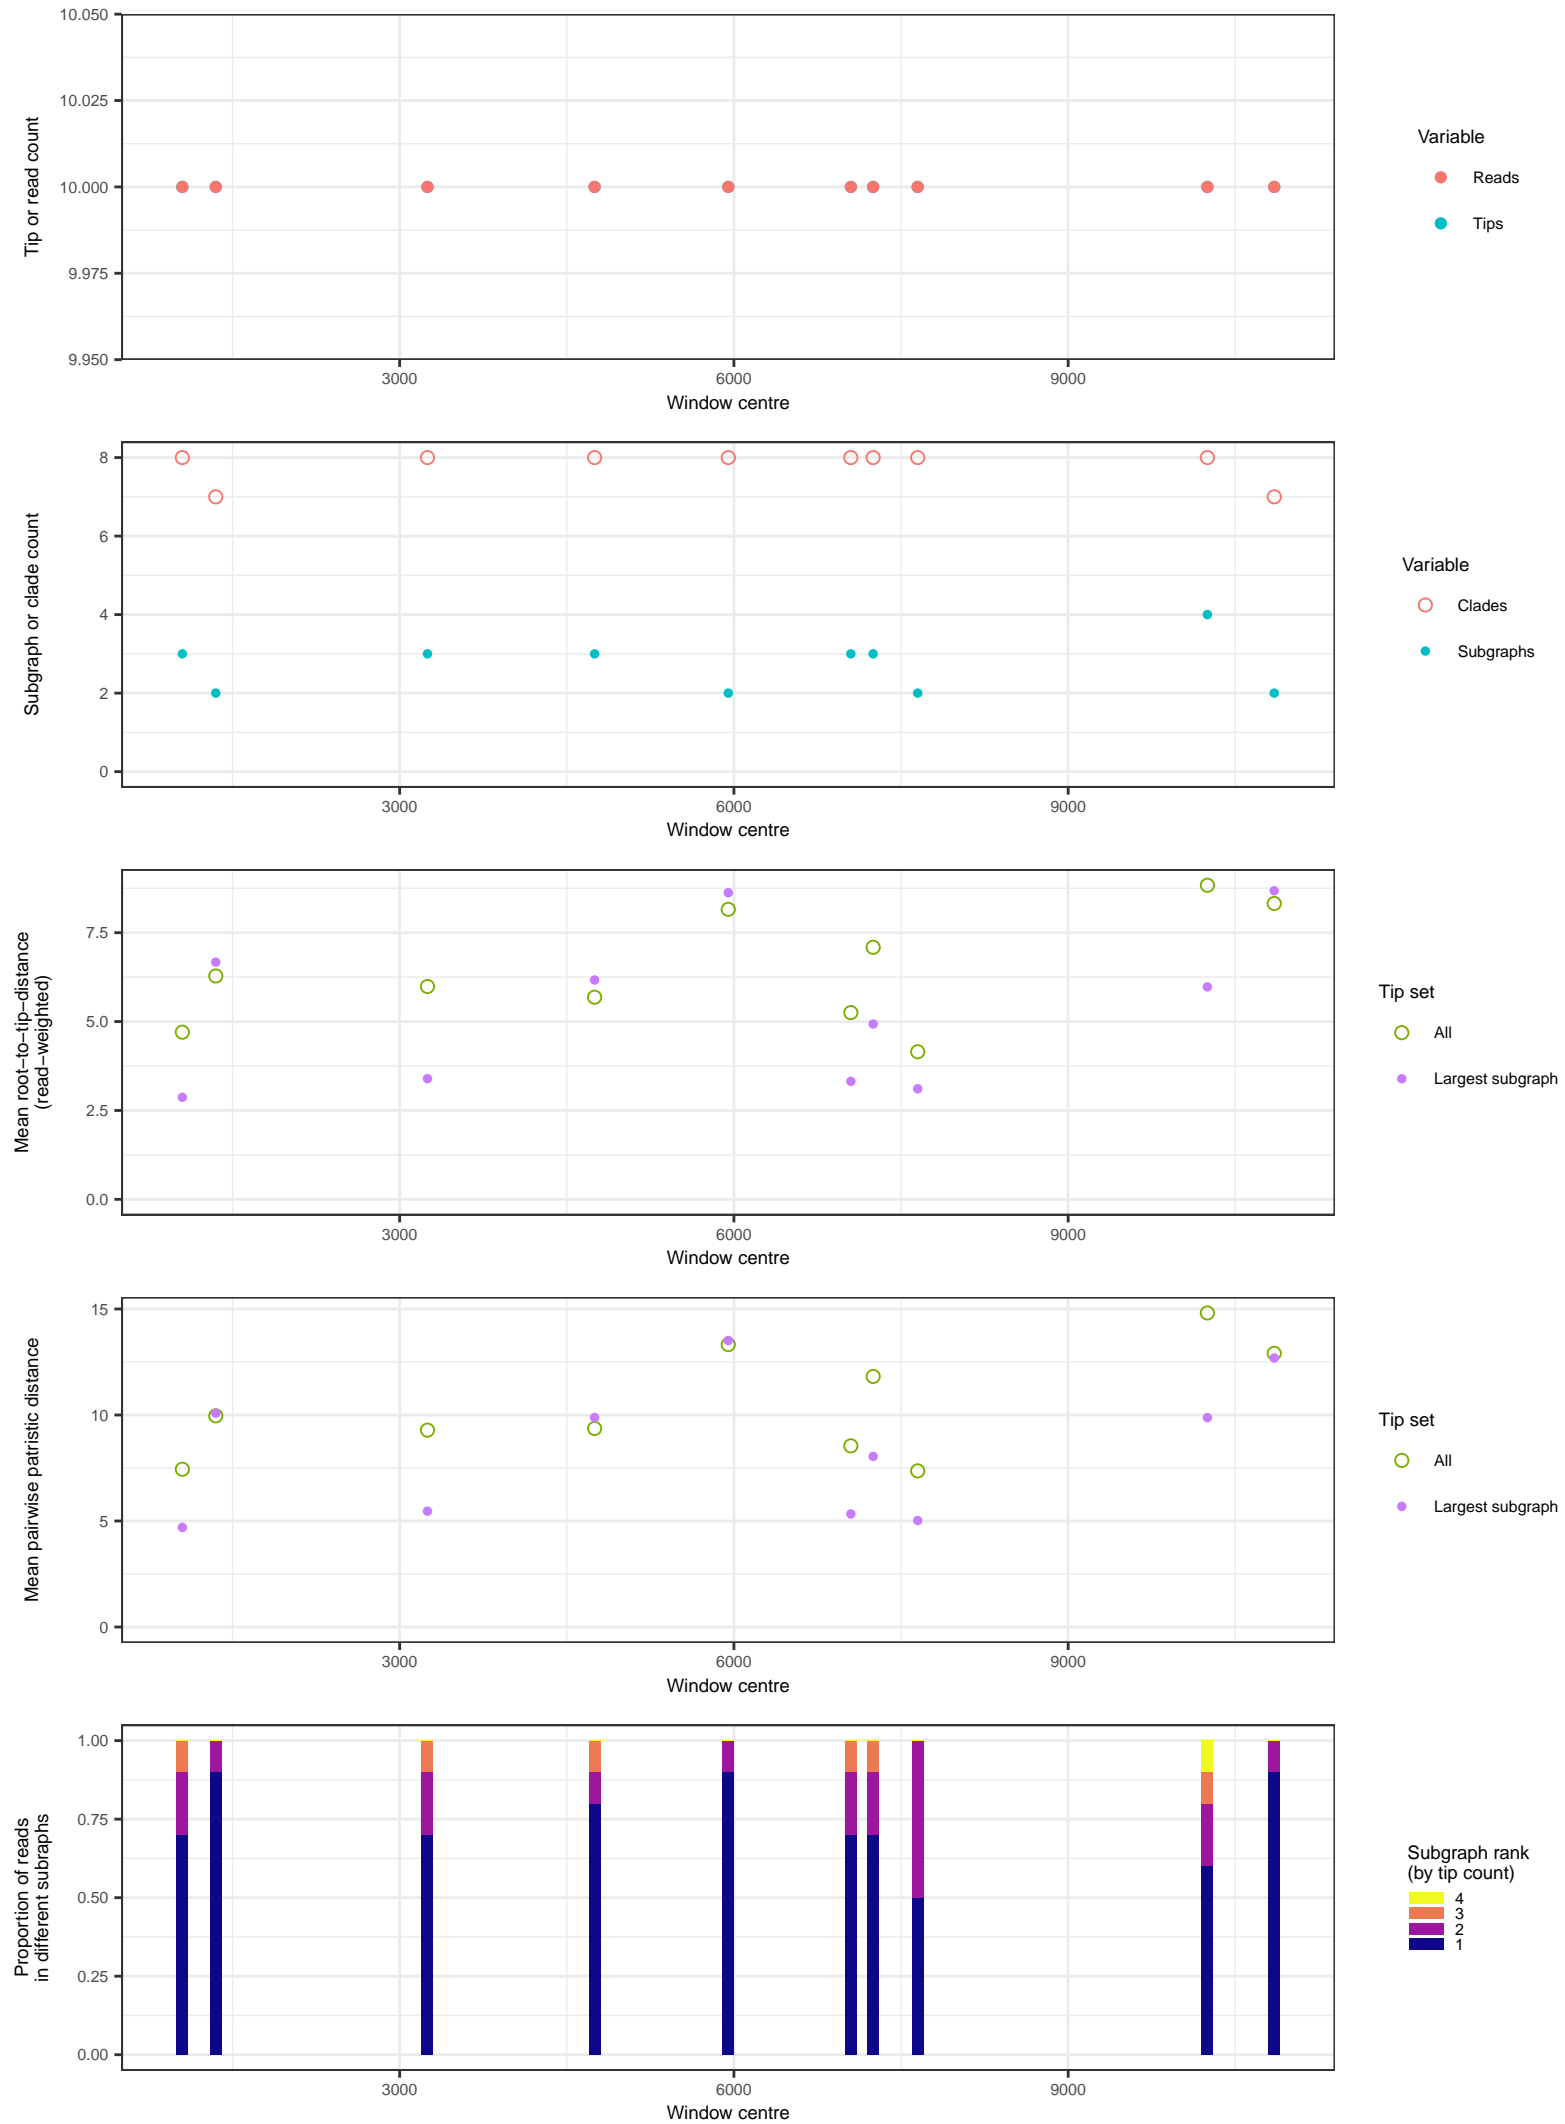 10.050
10.025
10.000
9.975
9.950
Tip or read count
3000
6000
9000
Window centre
Variable
Reads
Tips
8
6
4
2
0
Subgraph or clade count
3000
6000
9000
Window centre
Variable
Clades
Subgraphs
7.5
5.0
2.5
0.0
Mean root−to−tip−distance
(read−weighted)
3000
6000
9000
Window centre
Tip set
All
Largest subgraph
15
10
5
0
Mean pairwise patristic distance
3000
6000
9000
Window centre
Tip set
All
Largest subgraph
1.00
0.75
0.50
0.25
0.00
Proportion of reads
in different subraphs
3000
6000
9000
Window centre
Subgraph rank
(by tip count)
4
3
2
1